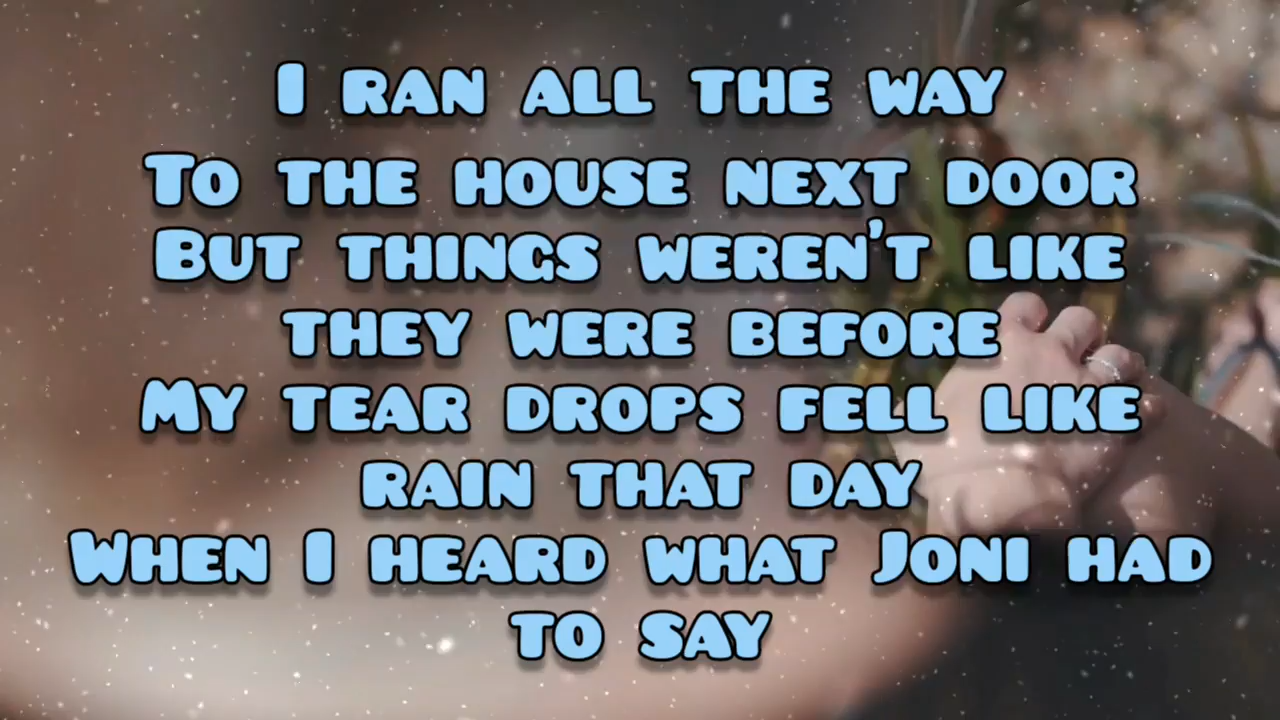 I RAN ALL THE WAY
TO THE HOUSE NEXT DOOR
BUT THINGS WEREN'T LIKE
THEY WERE BEFORE
MY TEAR DROPS FELL LIKE
RAIN THAT DAY
WHEN I HEARD WHAT JONI HAD
TO SAY